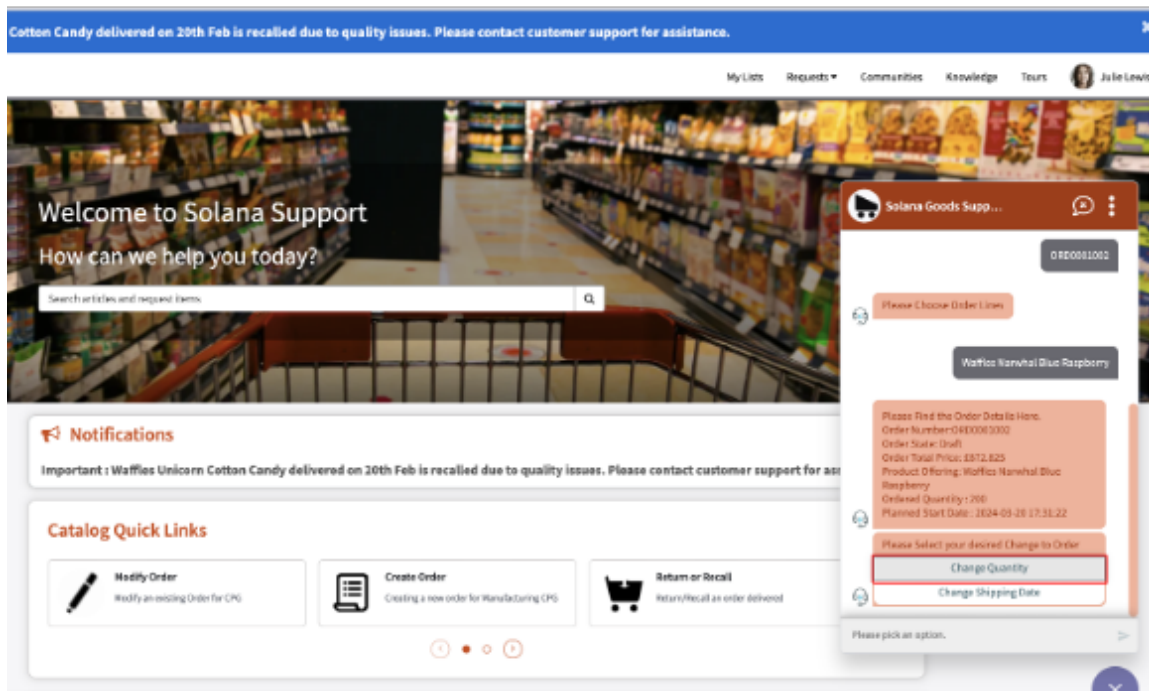 Cotton Candy delivered on 20th Feb is recalled due to quality issues. Please contact customer support for assistance.
My Lists Requests Communities Knowledge Tours Julie Lewis
Welcome to Solana Support
How can we help you today?
Search articles and request items
Notifications
Important : Waffles Unicorn Cotton Candy delivered on 20th Feb is recalled due to quality issues. Please contact customer support for
Catalog Quick Links
Modify Order
Modify an existing Order for CPG
Create Order
Creating a new order for Manufacturing CPG
Return or Recall
Return/Recall an order delivered
Solana Goods Supp...
ORD0001002
Please Choose Order Lines
Waffles Narwhal Blue Raspberry
Please Find the Order Details Here.
Order Number:ORD0001002
Order State: Draft
Order Total Price: £672.825
Product Offering: Waffles Narwhal Blue
Raspberry
Ordered Quantity : 200
Planned Start Date : 2024-03-20 17:31:22
Please Select your desired Change to Order
Change Quantity
Change Shipping Date
Please pick an option.